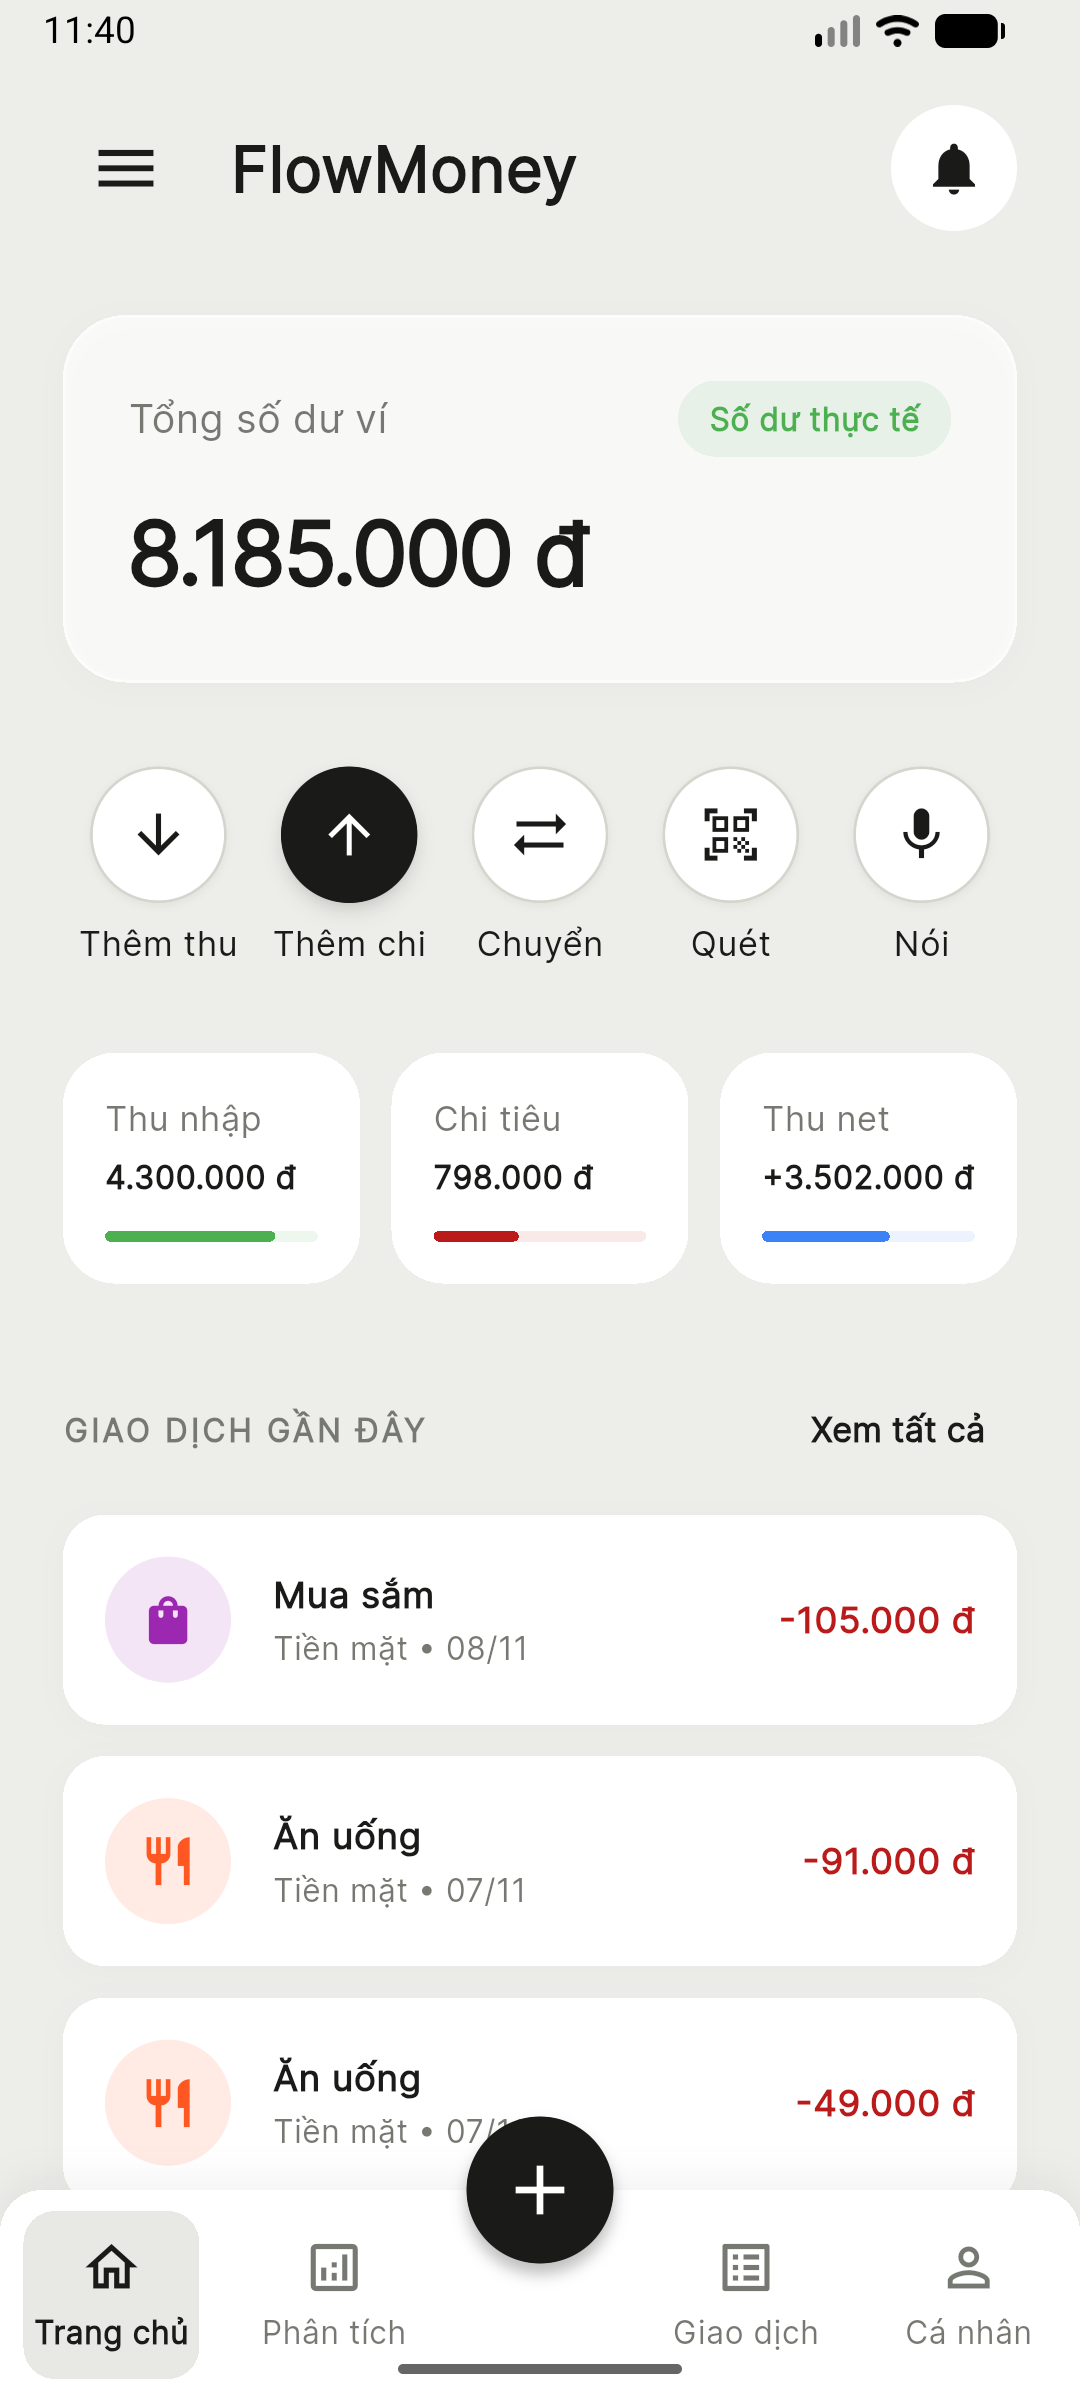 11:40
FlowMoney
Tổng số dư ví
Số dư thực tế
8.185.000 đ
Thêm thu
Thêm chi
Chuyển
Quét
Nói
Thu nhập
4.300.000 đ
Chi tiêu
798.000 đ
Thu net
+3.502.000 đ
GIAO DỊCH GẦN ĐÂY
Xem tất cả
Mua sắm
Tiền mặt • 08/11
-105.000 đ
Ăn uống
Tiền mặt • 07/11
-91.000 đ
Ăn uống
Tiền mặt •
-49.000 đ
Trang chủ
Phân tích
Giao dịch
Cá nhân